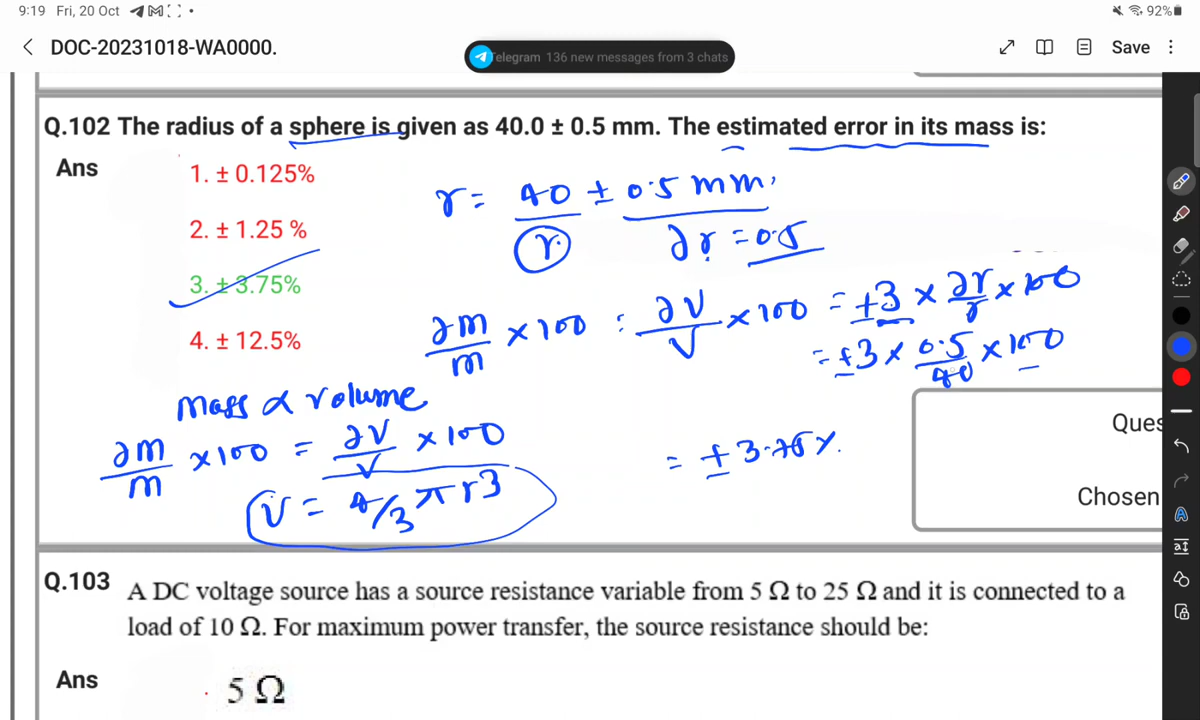 9:19 Fri, 20 Oct
92%
DOC-20231018-WA0000.
Telegram 136 new messages from 3 chats
Save
Q.102 The radius of a sphere is given as 40.0 ± 0.5 mm. The estimated error in its mass is:
Ans
1. ± 0.125%
2. ± 1.25 %
3. ± 3.75%
4. ± 12.5%
r = 40 ± 0.5 mm,
r. ∂r = 0.5
∂m/m × 100 = ∂V/V × 100 = ±3 × ∂r/r × 100
= ±3 × 0.5/40 × 100
= ± 3.75%.
mass ∝ volume
∂m/m × 100 = ∂V/V × 100
V = 4/3 π r3
Ques
Chosen
Q.103 A DC voltage source has a source resistance variable from 5 Ω to 25 Ω and it is connected to a
load of 10 Ω. For maximum power transfer, the source resistance should be:
Ans
5 Ω